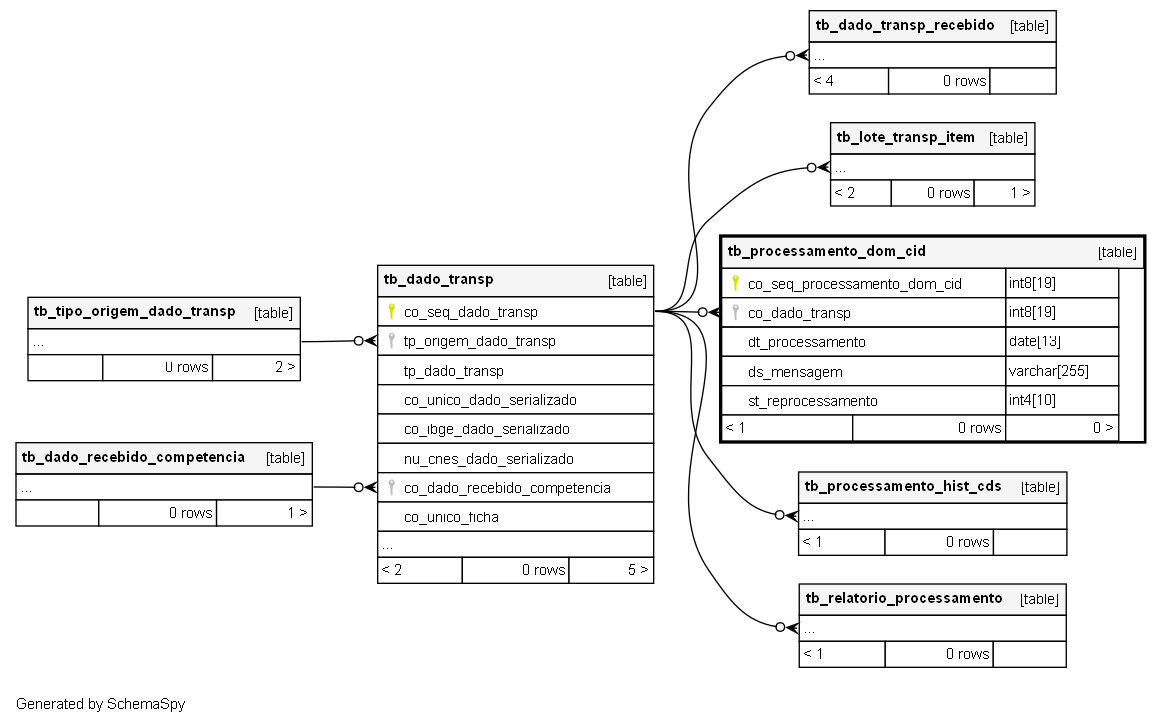 tb_dado_transp_recebido [table]
...
< 4 0 rows
tb_lote_transp_item [table]
...
< 2 0 rows 1 >
tb_processamento_dom_cid [table]
co_seq_processamento_dom_cid int8[19]
co_dado_transp int8[19]
dt_processamento date[13]
ds_mensagem varchar[255]
st_reprocessamento int4[10]
< 1 0 rows 0 >
tb_dado_transp [table]
co_seq_dado_transp
tp_origem_dado_transp
tp_dado_transp
co_unico_dado_serializado
co_ibge_dado_serializado
nu_cnes_dado_serializado
co_dado_recebido_competencia
co_unico_ficha
...
< 2 0 rows 5 >
tb_tipo_origem_dado_transp [table]
...
0 rows 2 >
tb_dado_recebido_competencia [table]
...
0 rows 1 >
tb_processamento_hist_cds [table]
...
< 1 0 rows
tb_relatorio_processamento [table]
...
< 1 0 rows
Generated by SchemaSpy